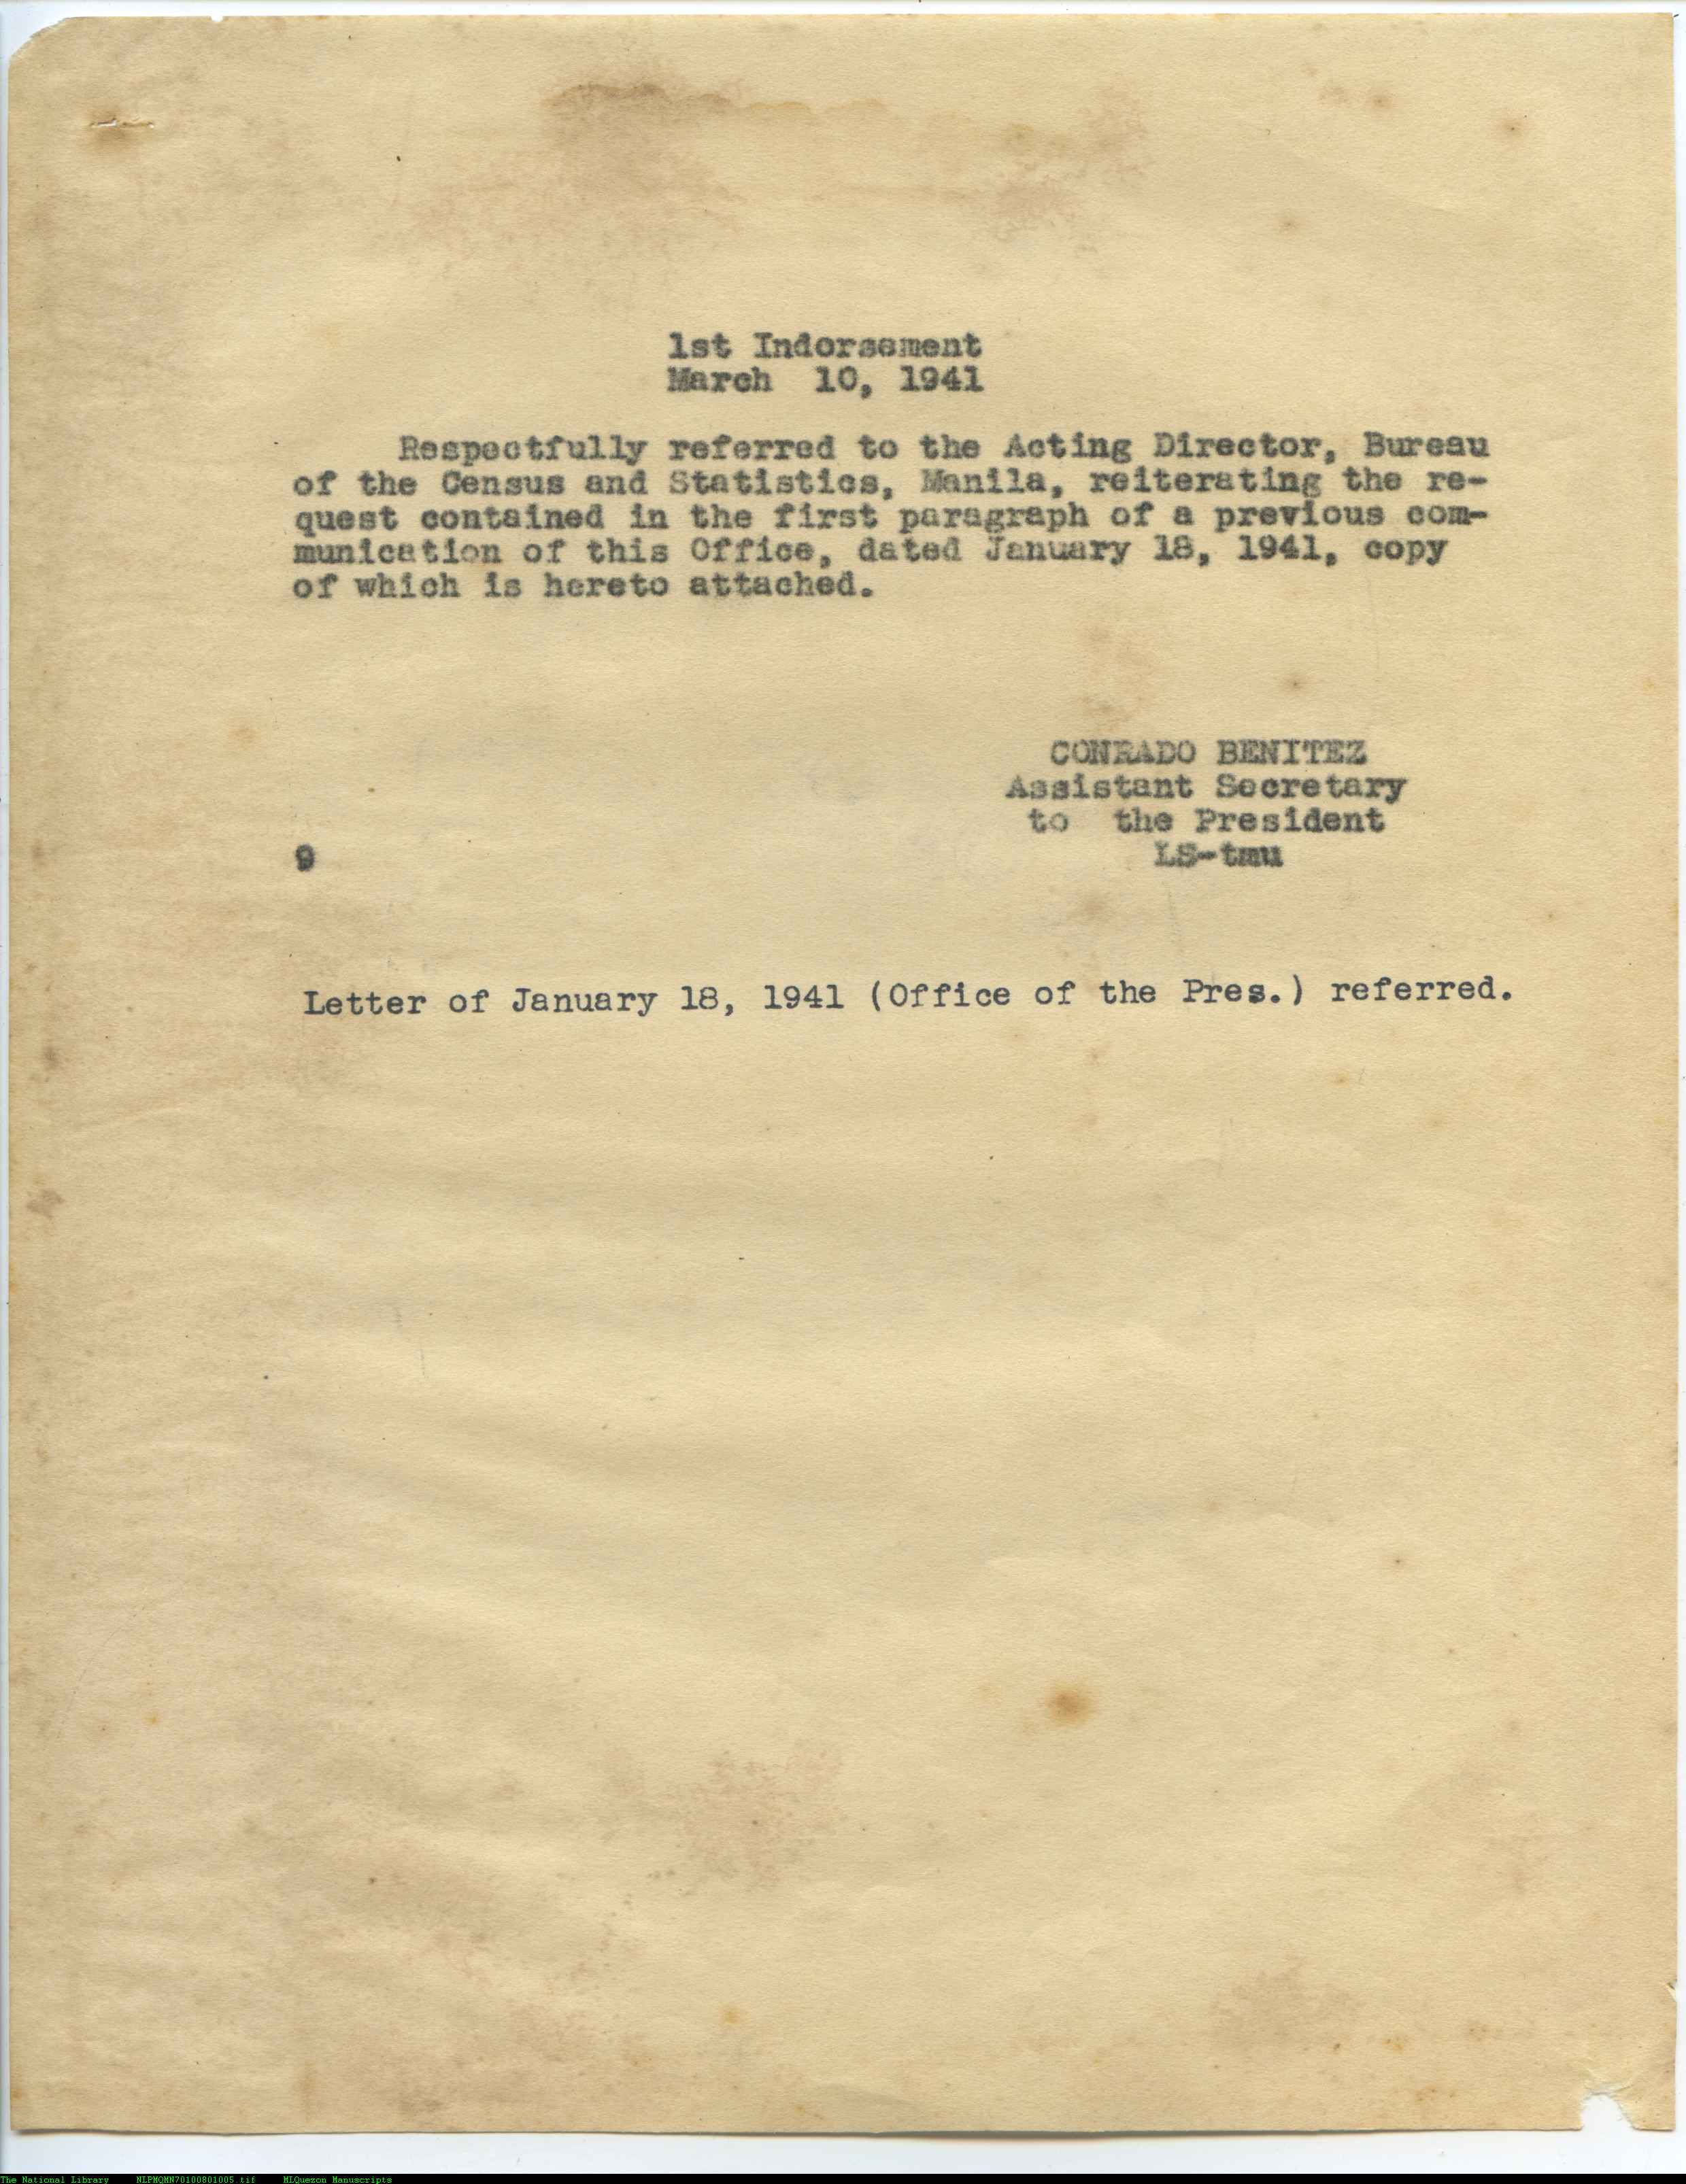 1st Indorsement
March 10, 1941
Respectfully referred to the Acting Director, Bureau
of the Census and Statistics, Manila, reiterating the re-
quest contained in the first paragraph of a previous com-
munication of this Office, dated January 18, 1941, copy
of which is hereto attached.
CONRADO BENITEZ
Assistant Secretary
to the President
9
LS-tmu
Letter of January 18, 1941 (Office of the Pres.) referred.
The National Library NLPMQMN70100801005.tif MLQuezon Manuscripts